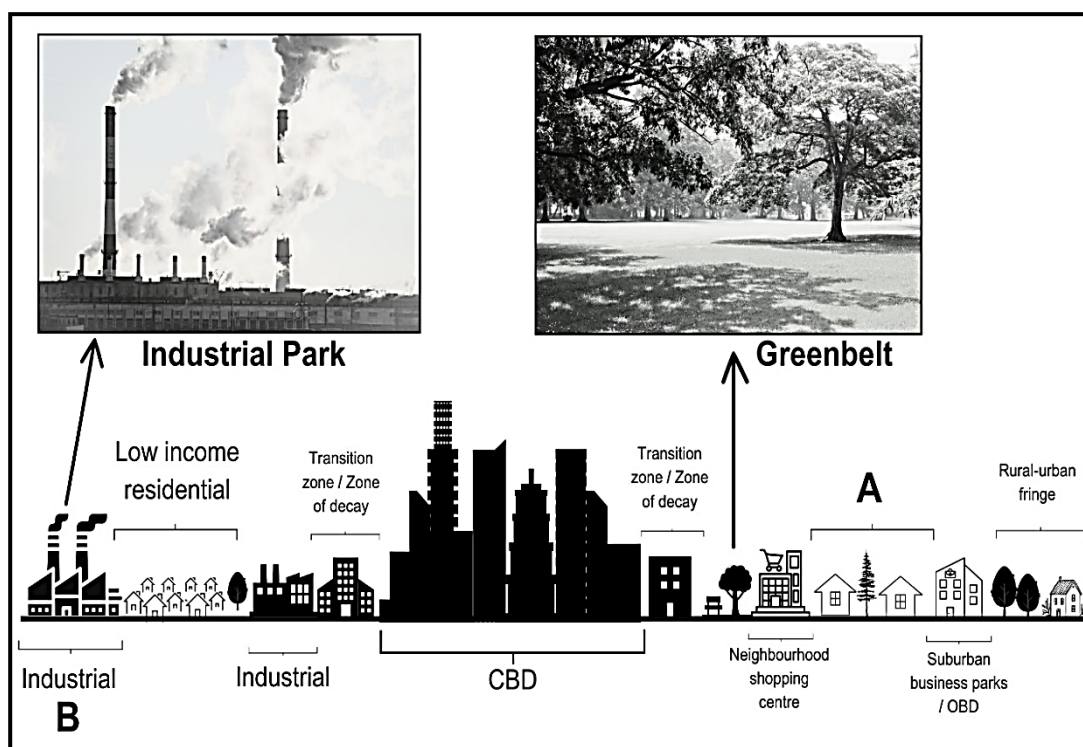 Industrial Park
Greenbelt
Low income
residential
Transition
zone / Zone
of decay
Transition
zone / Zone
of decay
A
Rural-urban
fringe
Industrial
B
Industrial
CBD
Neighbourhood
shopping
centre
Suburban
business parks
/ OBD